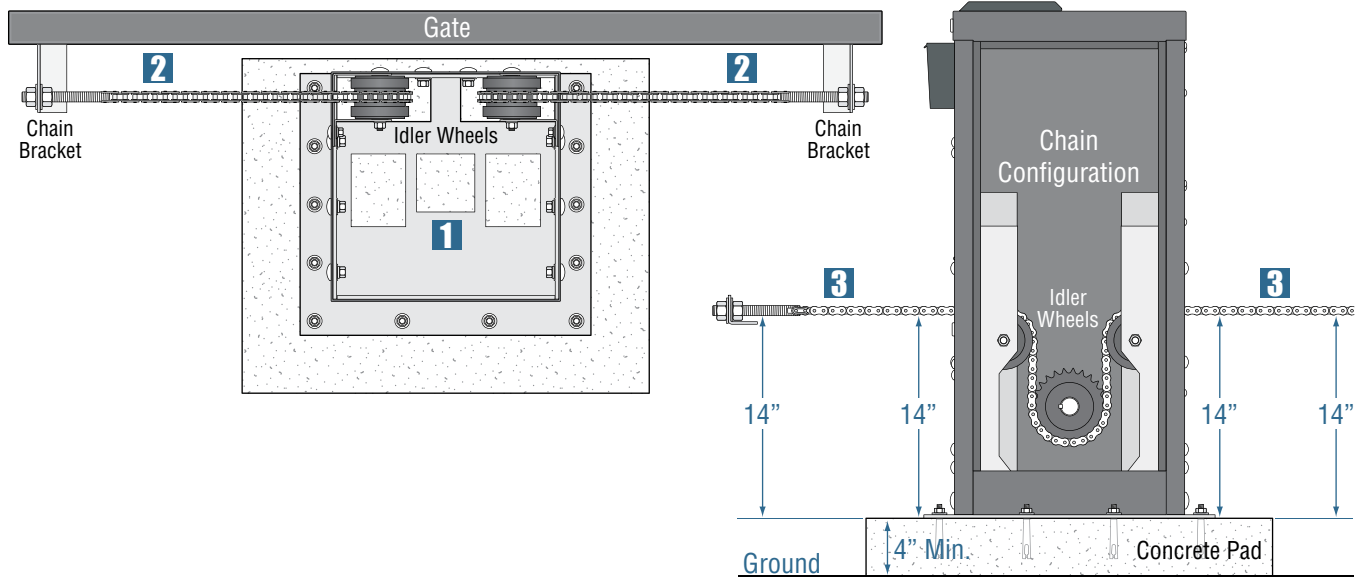 Gate
2
2
Chain
Bracket
Idler Wheels
Chain
Bracket
1
Chain
Configuration
3
3
Idler
Wheels
14”
14”
14”
14”
4” Min.
Concrete Pad
Ground